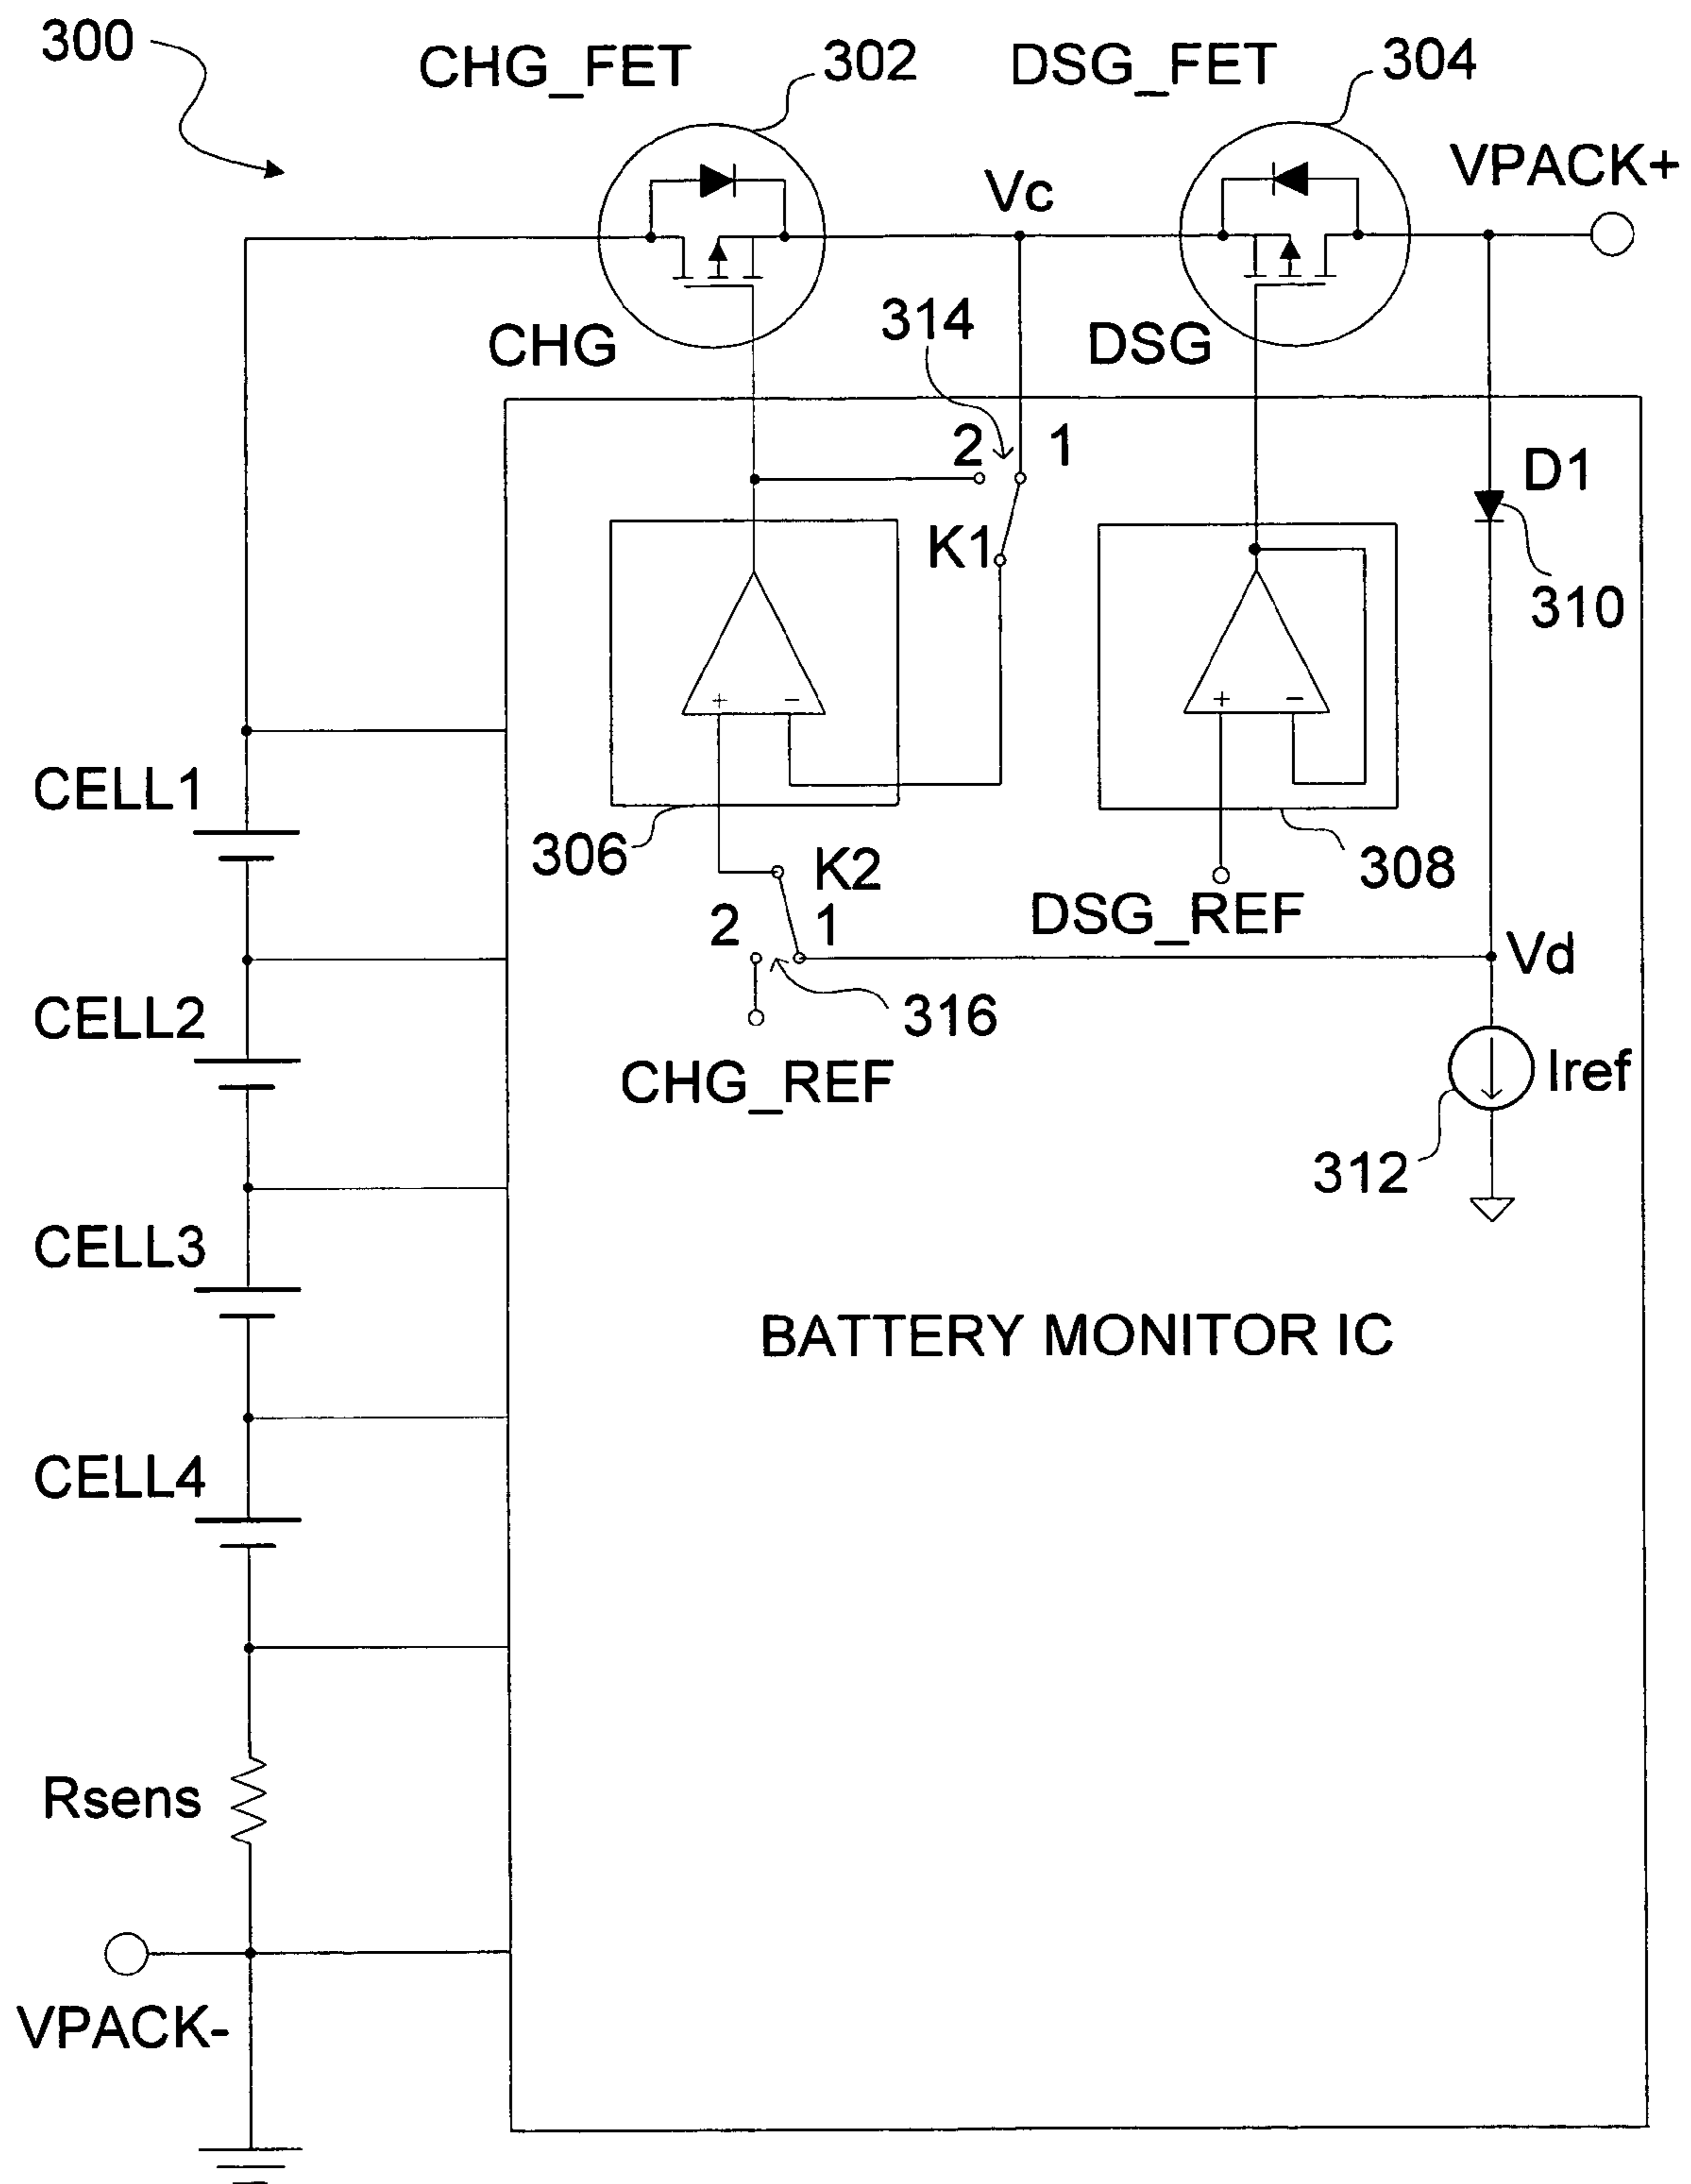 300
CHG_FET
302
DSG_FET
304
VPACK+
Vc
CHG
314
DSG
2
1
D1
K1
310
+
-
+
-
306
K2
308
2
1
DSG_REF
Vd
316
CHG_REF
Iref
312
CELL1
CELL2
CELL3
CELL4
BATTERY MONITOR IC
Rsens
VPACK-